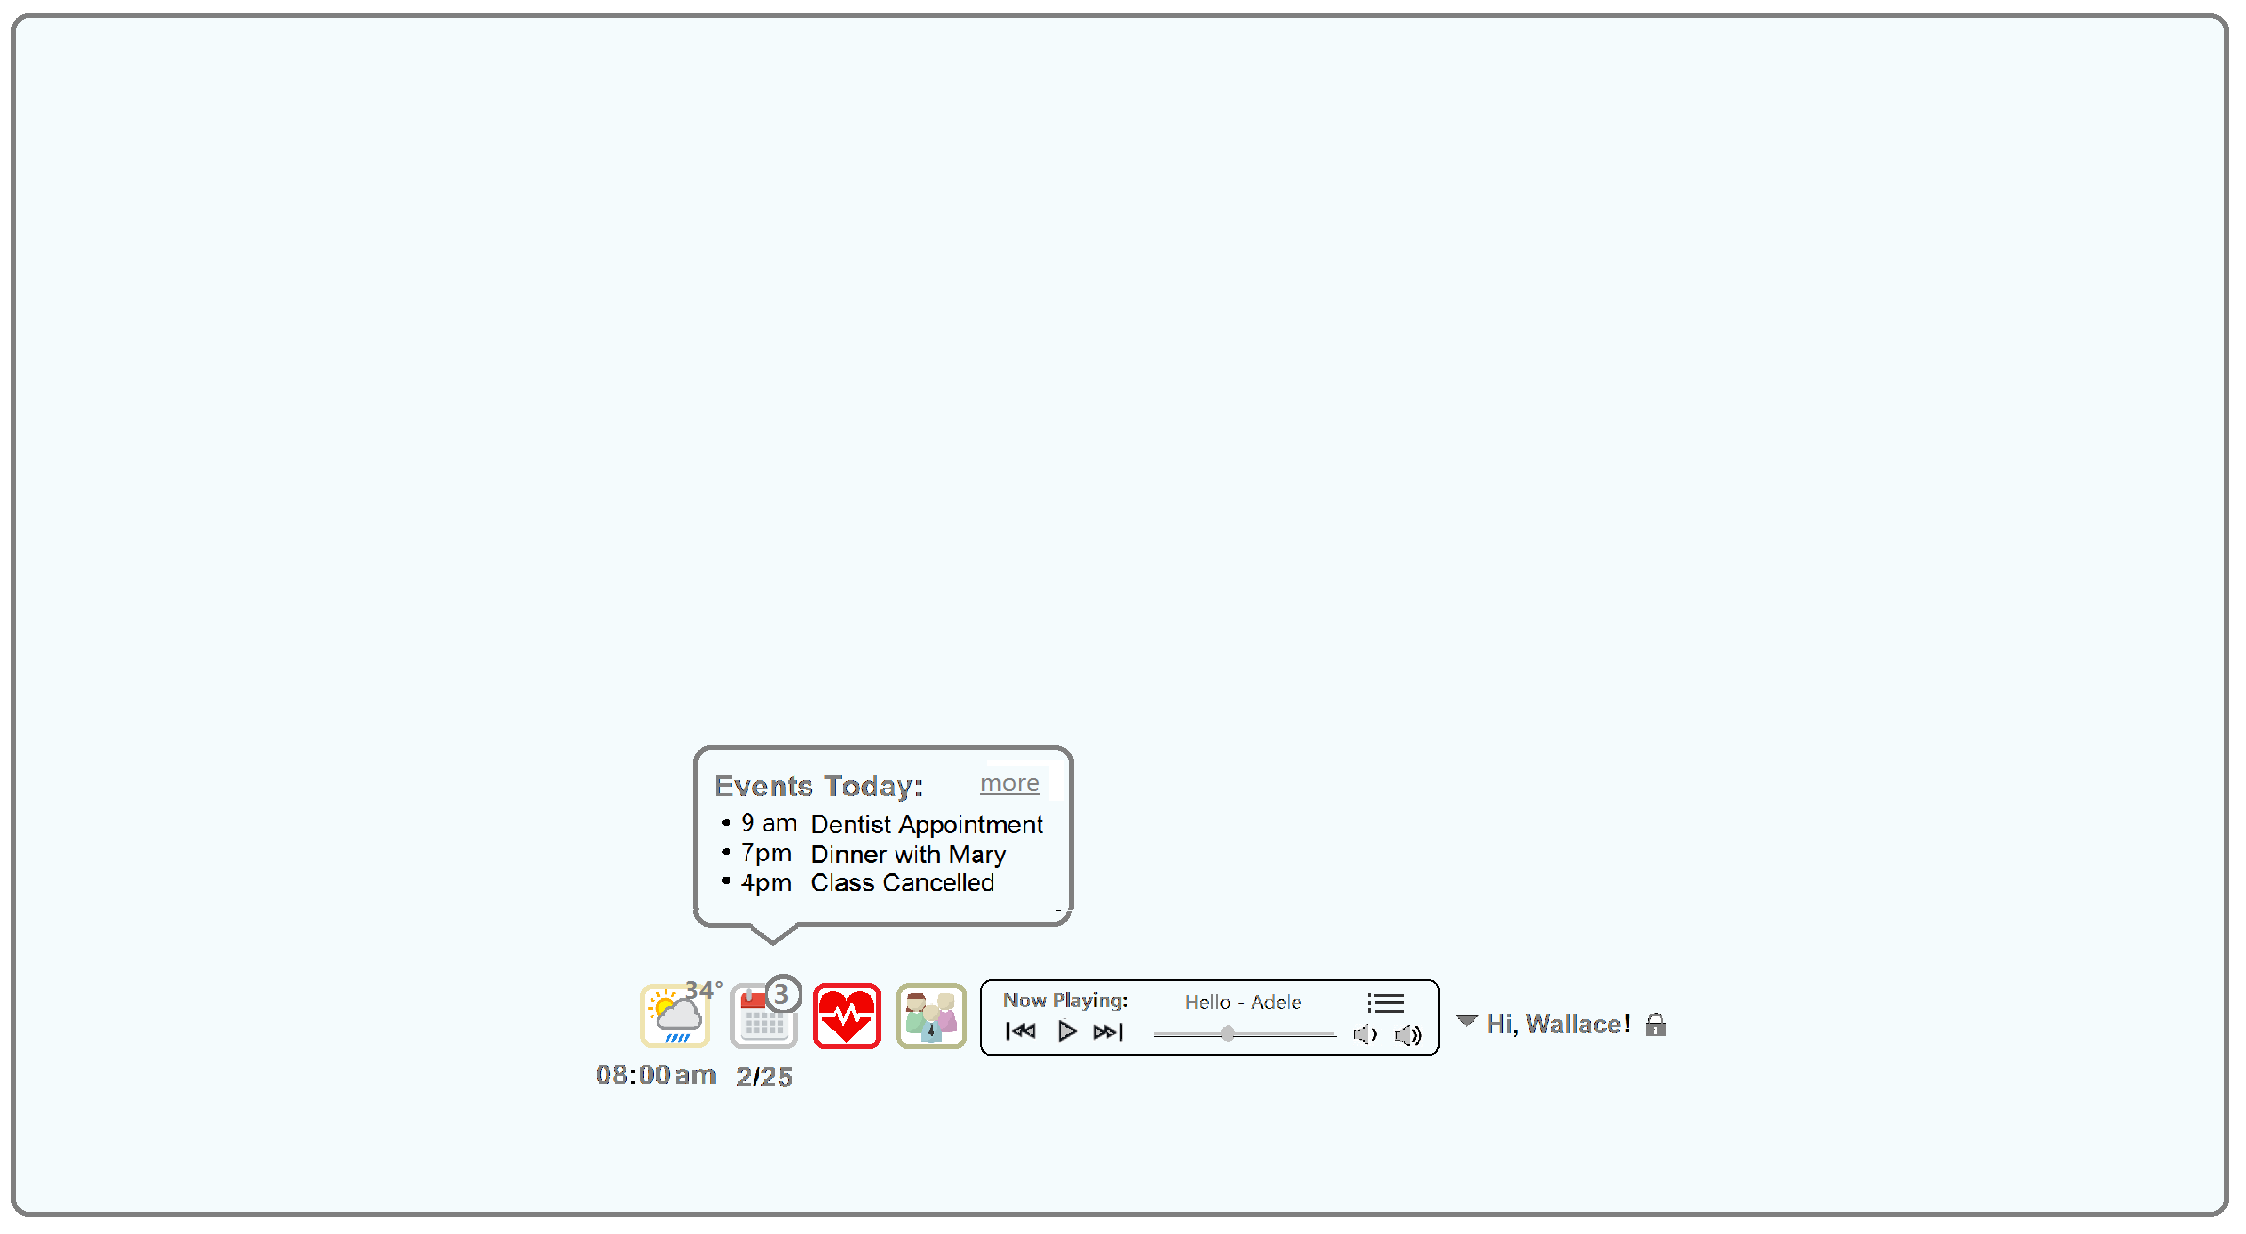 Events Today: more
• 9 am Dentist Appointment
• 7pm Dinner with Mary
• 4pm Class Cancelled
34°
3
Now Playing: Hello - Adele
Hi, Wallace!
08:00am 2/25